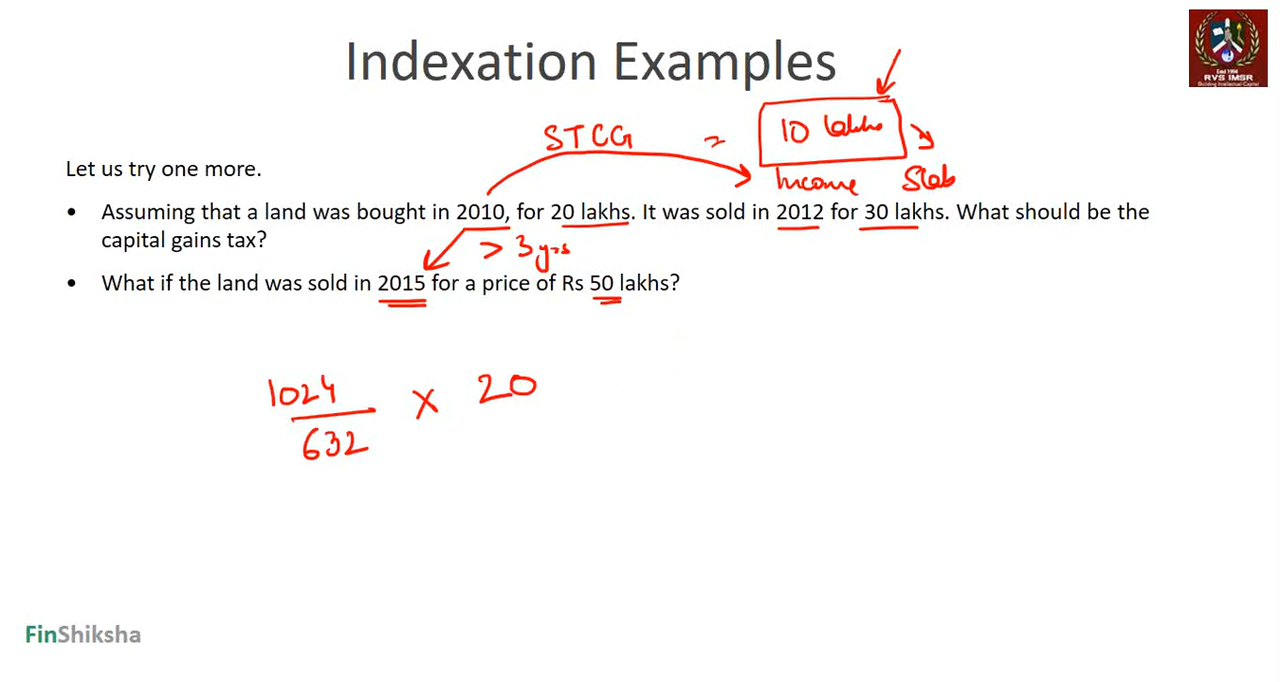 Indexation Examples
RVS IMSR
STCG = 10 lakhs
Let us try one more.
Income Slab
• Assuming that a land was bought in 2010, for 20 lakhs. It was sold in 2012 for 30 lakhs. What should be the
capital gains tax?
> 3 yrs
• What if the land was sold in 2015 for a price of Rs 50 lakhs?
1024
632
× 20
FinShiksha